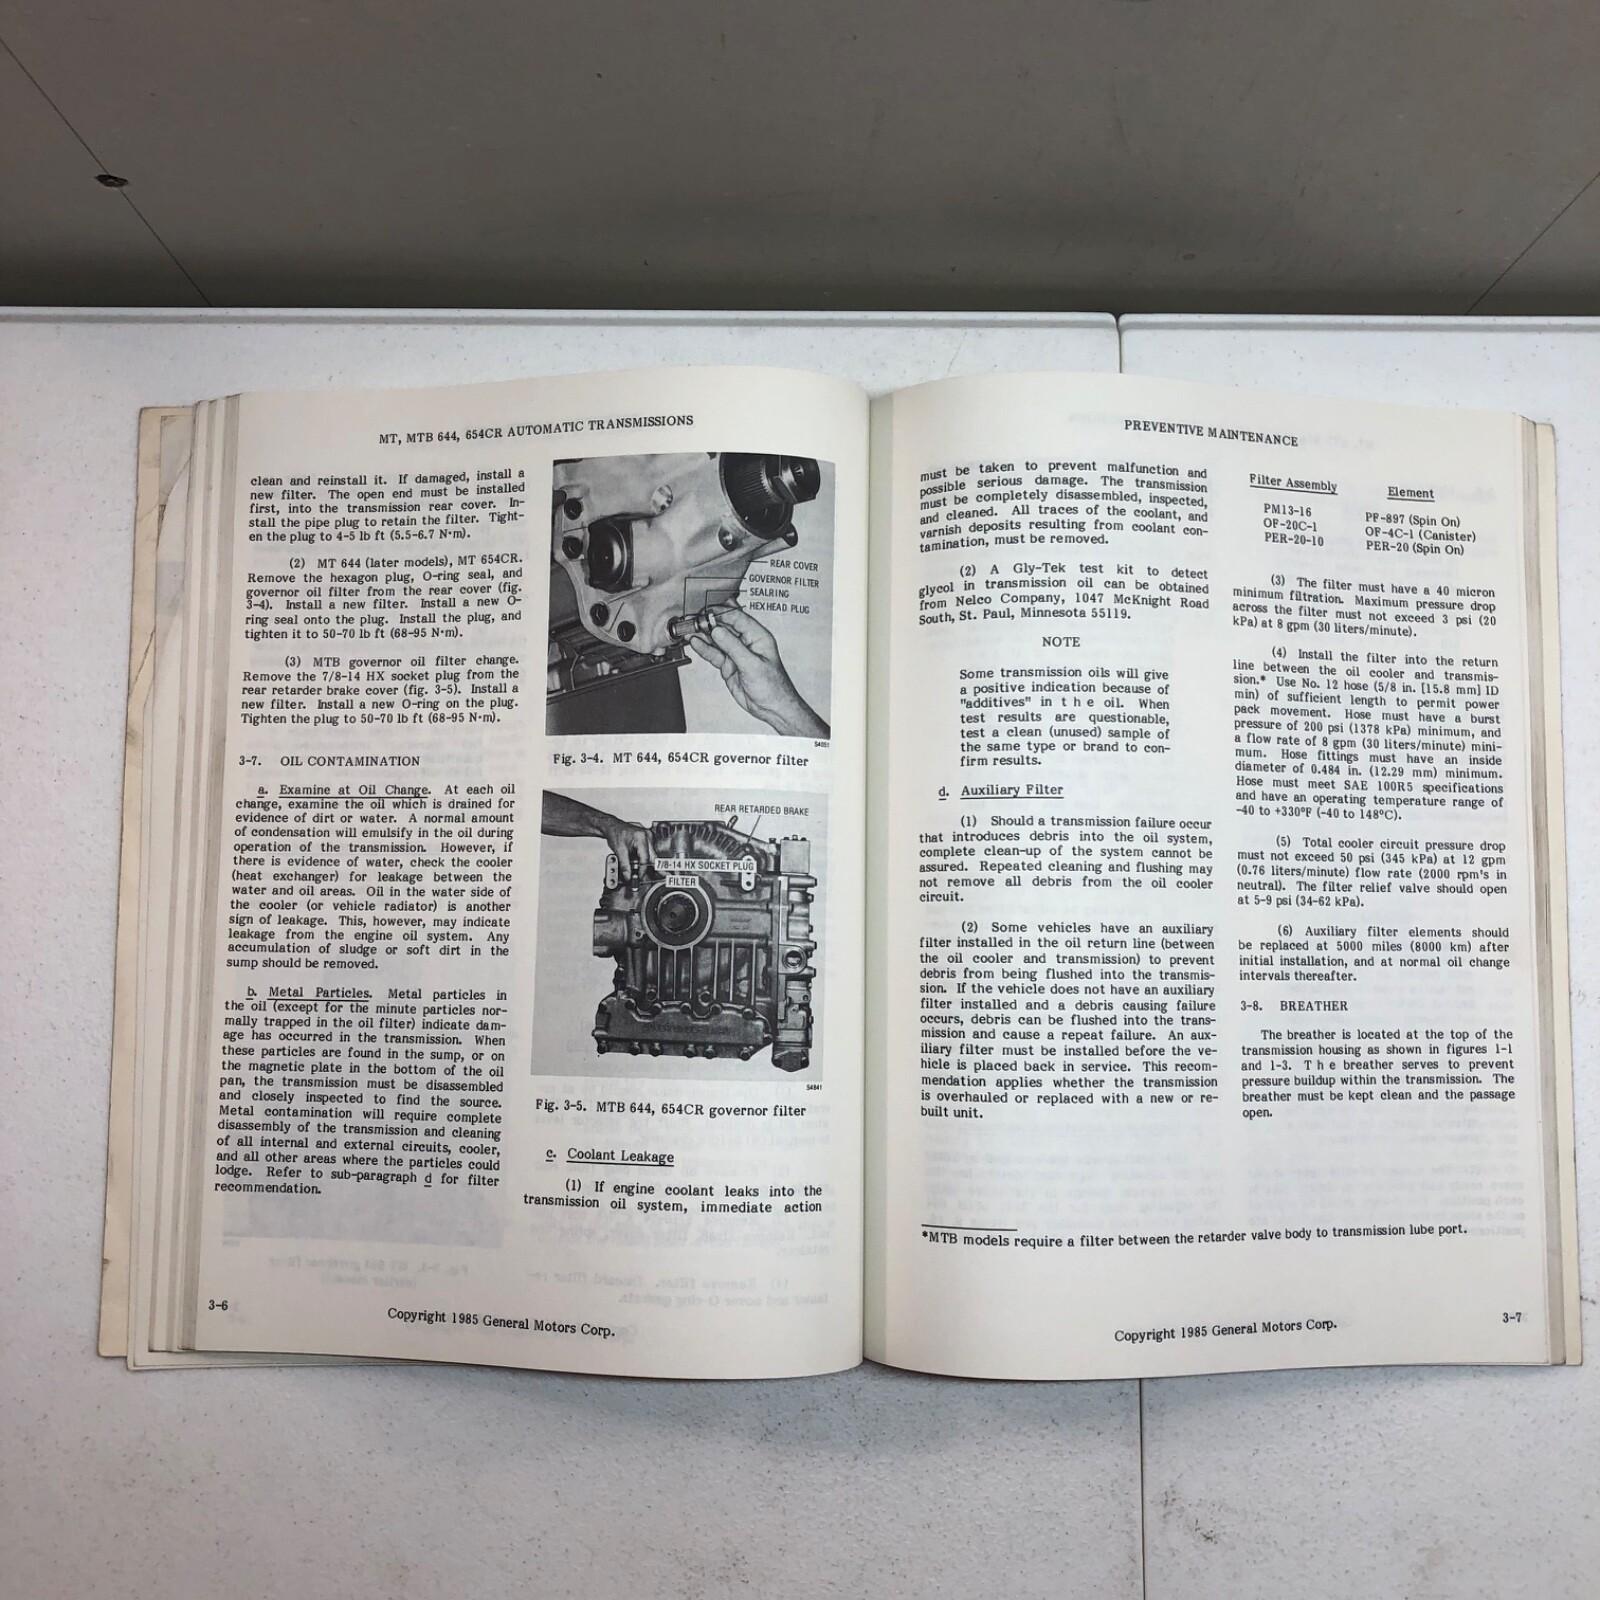 MT, MTB 644, 654CR AUTOMATIC TRANSMISSIONS
clean and reinstall it. If damaged, install a
new filter. The open end must be installed
first, into the transmission rear cover. In-
stall the pipe plug to retain the filter. Tight-
en the plug to 4-5 lb ft (5.5-6.7 N·m).
(2) MT 644 (later models), MT 654CR.
Remove the hexagon plug, O-ring seal, and
governor oil filter from the rear cover (fig.
3-4). Install a new filter. Install a new O-
ring seal onto the plug. Install the plug, and
tighten it to 50-70 lb ft (68-95 N·m).
(3) MTB governor oil filter change.
Remove the 7/8-14 HX socket plug from the
rear retarder brake cover (fig. 3-5). Install a
new filter. Install a new O-ring on the plug.
Tighten the plug to 50-70 lb ft (68-95 N·m).
3-7. OIL CONTAMINATION
a. Examine at Oil Change. At each oil
change, examine the oil which is drained for
evidence of dirt or water. A normal amount
of condensation will emulsify in the oil during
operation of the transmission. However, if
there is evidence of water, check the cooler
(heat exchanger) for leakage between the
water and oil areas. Oil in the water side of
the cooler (or vehicle radiator) is another
sign of leakage. This, however, may indicate
leakage from the engine oil system. Any
accumulation of sludge or soft dirt in the
sump should be removed.
b. Metal Particles. Metal particles in
the oil (except for the minute particles nor-
mally trapped in the oil filter) indicate dam-
age has occurred in the transmission. When
these particles are found in the sump, or on
the magnetic plate in the bottom of the oil
pan, the transmission must be disassembled
and closely inspected to find the source.
Metal contamination will require complete
disassembly of the transmission and cleaning
of all internal and external circuits, cooler,
and all other areas where the particles could
lodge. Refer to sub-paragraph d for filter
recommendation.
REAR COVER
GOVERNOR FILTER
SEALRING
HEXHEAD PLUG
S4051
Fig. 3-4. MT 644, 654CR governor filter
REAR RETARDED BRAKE
7/8-14 HX SOCKET PLUG
FILTER
S4841
Fig. 3-5. MTB 644, 654CR governor filter
c. Coolant Leakage
(1) If engine coolant leaks into the
transmission oil system, immediate action
3-6
Copyright 1985 General Motors Corp.
PREVENTIVE MAINTENANCE
must be taken to prevent malfunction and
possible serious damage. The transmission
must be completely disassembled, inspected,
and cleaned. All traces of the coolant, and
varnish deposits resulting from coolant con-
tamination, must be removed.
(2) A Gly-Tek test kit to detect
glycol in transmission oil can be obtained
from Nelco Company, 1047 McKnight Road
South, St. Paul, Minnesota 55119.
NOTE
Some transmission oils will give
a positive indication because of
"additives" in the oil. When
test results are questionable,
test a clean (unused) sample of
the same type or brand to con-
firm results.
d. Auxiliary Filter
(1) Should a transmission failure occur
that introduces debris into the oil system,
complete clean-up of the system cannot be
assured. Repeated cleaning and flushing may
not remove all debris from the oil cooler
circuit.
(2) Some vehicles have an auxiliary
filter installed in the oil return line (between
the oil cooler and transmission) to prevent
debris from being flushed into the transmis-
sion. If the vehicle does not have an auxiliary
filter installed and a debris causing failure
occurs, debris can be flushed into the trans-
mission and cause a repeat failure. An aux-
iliary filter must be installed before the ve-
hicle is placed back in service. This recom-
mendation applies whether the transmission
is overhauled or replaced with a new or re-
built unit.
Filter Assembly Element
PM13-16 PF-897 (Spin On)
OF-20C-1 OF-4C-1 (Canister)
PER-20-10 PER-20 (Spin On)
(3) The filter must have a 40 micron
minimum filtration. Maximum pressure drop
across the filter must not exceed 3 psi (20
kPa) at 8 gpm (30 liters/minute).
(4) Install the filter into the return
line between the oil cooler and transmis-
sion.* Use No. 12 hose (5/8 in. [15.8 mm] ID
min) of sufficient length to permit power
pack movement. Hose must have a burst
pressure of 200 psi (1378 kPa) minimum, and
a flow rate of 8 gpm (30 liters/minute) mini-
mum. Hose fittings must have an inside
diameter of 0.484 in. (12.29 mm) minimum.
Hose must meet SAE 100R5 specifications
and have an operating temperature range of
-40 to +330°F (-40 to 148°C).
(5) Total cooler circuit pressure drop
must not exceed 50 psi (345 kPa) at 12 gpm
(0.76 liters/minute) flow rate (2000 rpm's in
neutral). The filter relief valve should open
at 5-9 psi (34-62 kPa).
(6) Auxiliary filter elements should
be replaced at 5000 miles (8000 km) after
initial installation, and at normal oil change
intervals thereafter.
3-8. BREATHER
The breather is located at the top of the
transmission housing as shown in figures 1-1
and 1-3. The breather serves to prevent
pressure buildup within the transmission. The
breather must be kept clean and the passage
open.
*MTB models require a filter between the retarder valve body to transmission lube port.
Copyright 1985 General Motors Corp.
3-7